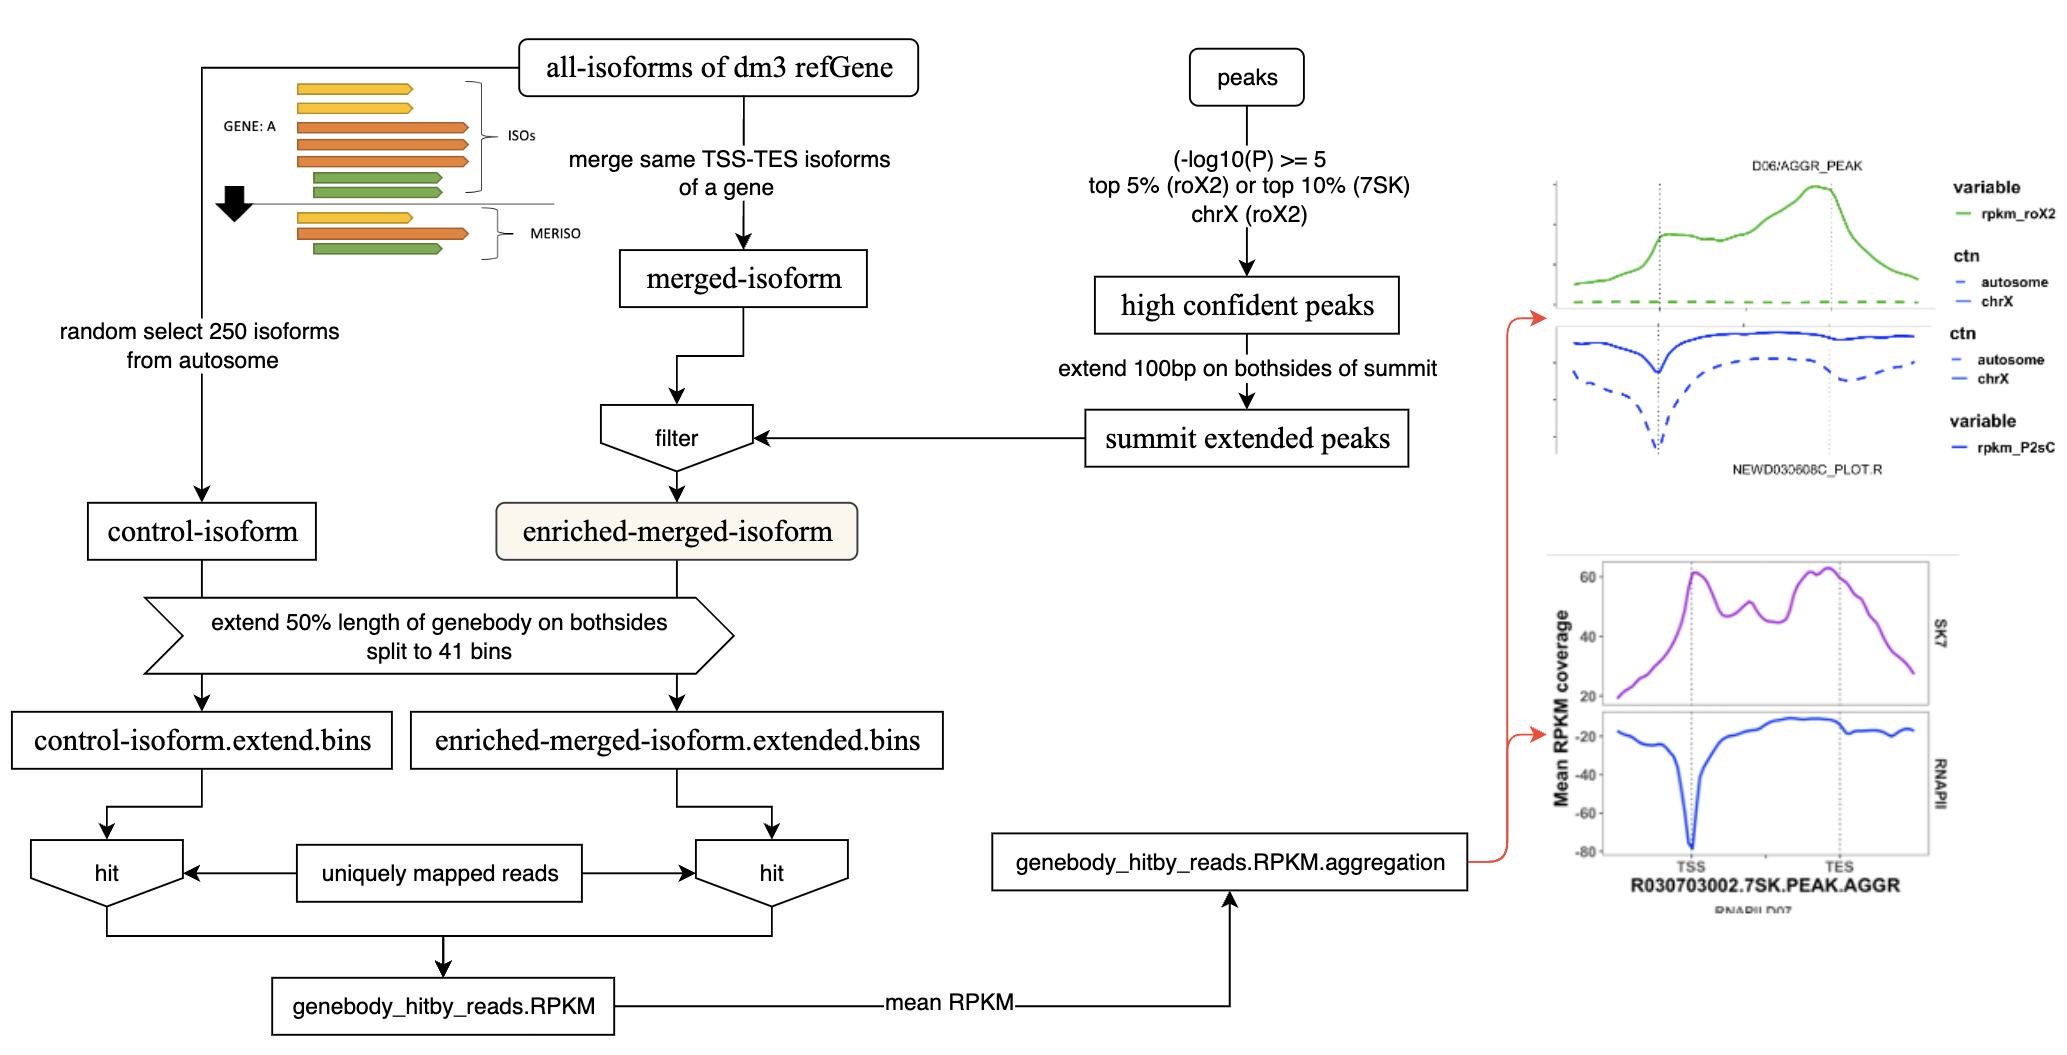 all-isoforms of dm3 refGene
GENE: A
ISOs
MERISO
merge same TSS-TES isoforms
of a gene
merged-isoform
random select 250 isoforms
from autosome
peaks
(-log10(P) >= 5
top 5% (roX2) or top 10% (7SK)
chrX (roX2)
high confident peaks
extend 100bp on bothsides of summit
summit extended peaks
filter
control-isoform
enriched-merged-isoform
extend 50% length of genebody on bothsides
split to 41 bins
control-isoform.extend.bins
enriched-merged-isoform.extended.bins
hit
uniquely mapped reads
hit
genebody_hitby_reads.RPKM
mean RPKM
genebody_hitby_reads.RPKM.aggregation
D06/AGGR_PEAK
variable
rpkm_roX2
ctn
autosome
chrX
ctn
autosome
chrX
variable
rpkm_P2sC
NEWD030608C_PLOT.R
Mean RPKM coverage
60
40
20
SK7
-20
-40
-60
-80
RNAPII
TSS
TES
R030703002.7SK.PEAK.AGGR
RNAPII D07